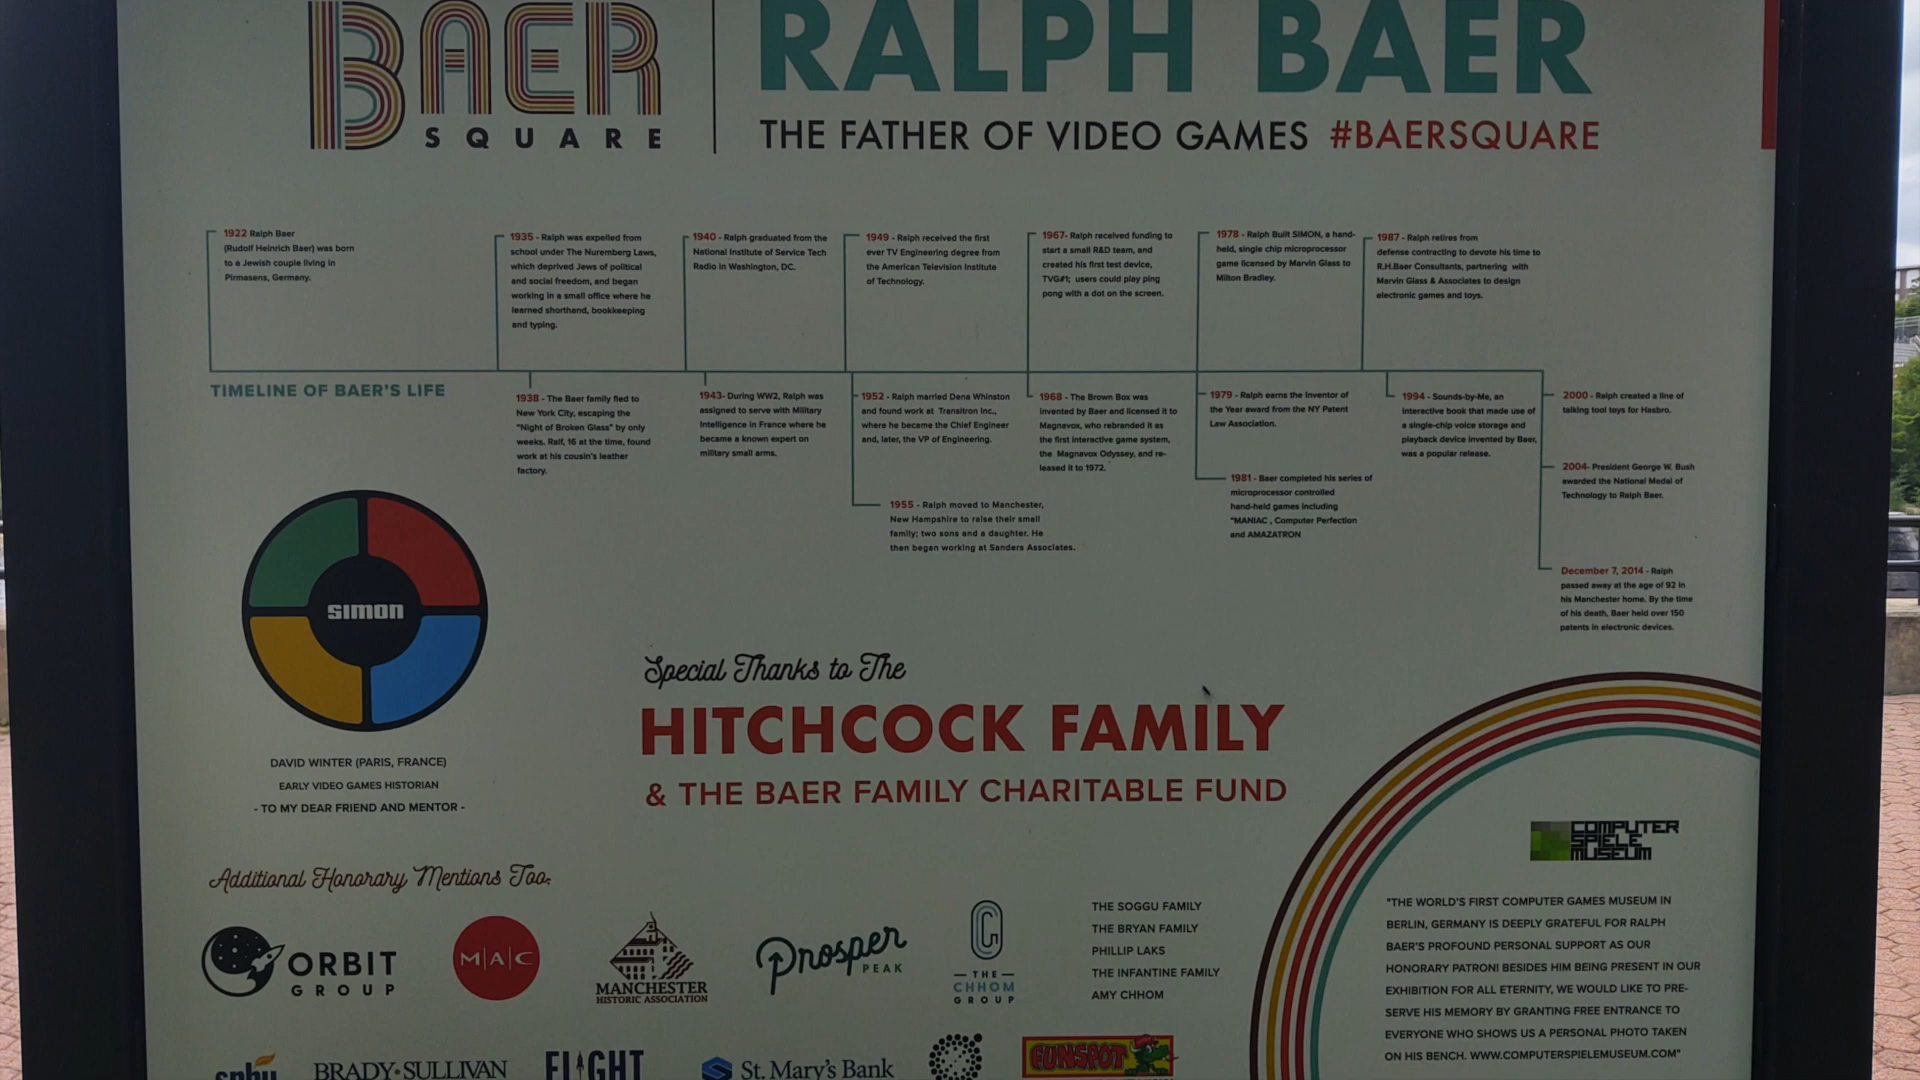 BAER
SQUARE
RALPH BAER
THE FATHER OF VIDEO GAMES #BAERSQUARE
1922 Ralph Baer
(Rudolf Heinrich Baer) was born
to a Jewish couple living in
Pirmasens, Germany.
1935 - Ralph was expelled from
school under The Nuremberg Laws,
which deprived Jews of political
and social freedom, and began
working in a small office where he
learned shorthand, bookkeeping
and typing.
1940 - Ralph graduated from the
National Institute of Service Tech
Radio in Washington, DC.
1949 - Ralph received the first
ever TV Engineering degree from
the American Television Institute
of Technology.
1967- Ralph received funding to
start a small R&D team, and
created his first test device,
TVG#1; users could play ping
pong with a dot on the screen.
1978 - Ralph Built SIMON, a hand-
held, single chip microprocessor
game licensed by Marvin Glass to
Milton Bradley.
1987 - Ralph retires from
defense contracting to devote his time to
R.H.Baer Consultants, partnering with
Marvin Glass & Associates to design
electronic games and toys.
TIMELINE OF BAER'S LIFE
1938 - The Baer family fled to
New York City, escaping the
"Night of Broken Glass" by only
weeks. Ralf, 16 at the time, found
work at his cousin's leather
factory.
1943- During WW2, Ralph was
assigned to serve with Military
Intelligence in France where he
became a known expert on
military small arms.
1952 - Ralph married Dena Whinston
and found work at Transitron Inc.,
where he became the Chief Engineer
and, later, the VP of Engineering.
1955 - Ralph moved to Manchester,
New Hampshire to raise their small
family; two sons and a daughter. He
then began working at Sanders Associates.
1968 - The Brown Box was
invented by Baer and licensed it to
Magnavox, who rebranded it as
the first interactive game system,
the Magnavox Odyssey, and re-
leased it to 1972.
1979 - Ralph earns the Inventor of
the Year award from the NY Patent
Law Association.
1981 - Baer completed his series of
microprocessor controlled
hand-held games including
"MANIAC , Computer Perfection
and AMAZATRON
1994 - Sounds-by-Me, an
interactive book that made use of
a single-chip voice storage and
playback device invented by Baer,
was a popular release.
2000 - Ralph created a line of
talking tool toys for Hasbro.
2004- President George W. Bush
awarded the National Medal of
Technology to Ralph Baer.
December 7, 2014 - Ralph
passed away at the age of 92 in
his Manchester home. By the time
of his death, Baer held over 150
patents in electronic devices.
SIMON
DAVID WINTER (PARIS, FRANCE)
EARLY VIDEO GAMES HISTORIAN
- TO MY DEAR FRIEND AND MENTOR -
Special Thanks to The
HITCHCOCK FAMILY
& THE BAER FAMILY CHARITABLE FUND
Additional Honorary Mentions Too:
ORBIT
GROUP
M|A|C
MANCHESTER
HISTORIC ASSOCIATION
Prosper
PEAK
THE
CHHOM
GROUP
THE SOGGU FAMILY
THE BRYAN FAMILY
PHILLIP LAKS
THE INFANTINE FAMILY
AMY CHHOM
snhu
BRADY•SULLIVAN
FLIGHT
St. Mary's Bank
FUNSPOT
COMPUTER
SPIELE
MUSEUM
"THE WORLD'S FIRST COMPUTER GAMES MUSEUM IN
BERLIN, GERMANY IS DEEPLY GRATEFUL FOR RALPH
BAER'S PROFOUND PERSONAL SUPPORT AS OUR
HONORARY PATRON! BESIDES HIM BEING PRESENT IN OUR
EXHIBITION FOR ALL ETERNITY, WE WOULD LIKE TO PRE-
SERVE HIS MEMORY BY GRANTING FREE ENTRANCE TO
EVERYONE WHO SHOWS US A PERSONAL PHOTO TAKEN
ON HIS BENCH. WWW.COMPUTERSPIELEMUSEUM.COM"